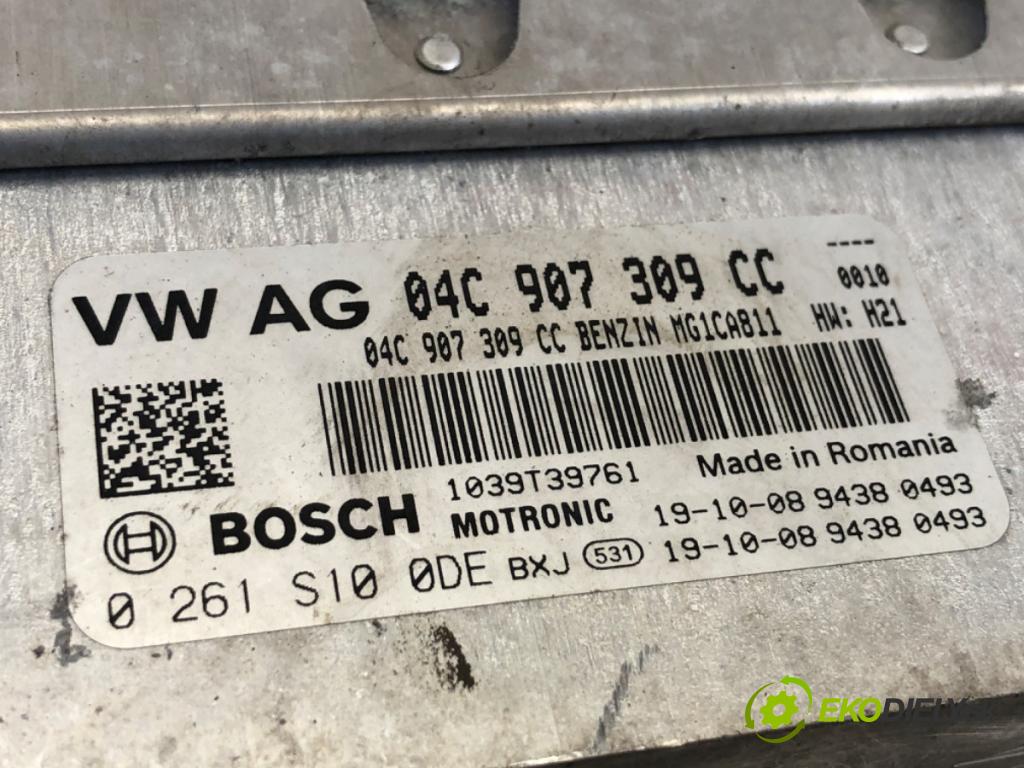 VW AG 04C 907 309 CC ----
0010
04C 907 309 CC BENZIN MG1CA811 HW: H21
1039T39761 Made in Romania
BOSCH MOTRONIC 19-10-08 9438 0493
0 261 S10 0DE BXJ 531 19-10-08 9438 0493